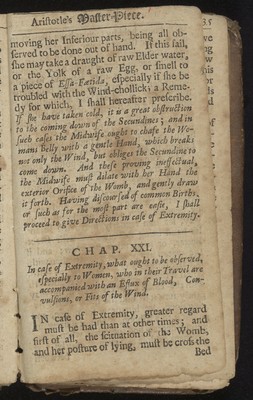 Aristotle's Master-Piece.
moving her Inferiour parts, being all ob-
served to be done out of hand. If this fail,
she may take a draught of raw Elder water,
or the Yolk of a raw Egg, or smell to
a piece of Essa-Fœtida, especially if she be
troubled with the Wind-chollick; a Reme-
dy for which, I shall hereafter prescribe.
If she have taken cold, it is a great obstruction
to the coming down of the Secundines; and in
such cases the Midwife ought to chafe the Wo-
mans Belly with a gentle Hand, which breaks
not only the Wind, but obliges the Secundine to
come down. And these proving ineffectual,
the Midwife must dilate with her Hand the
exterior Orifice of the Womb, and gently draw
it forth. Having discoursed of common Births,
or such as for the most part are easie, I shall
proceed to give Directions in case of Extremity.
CHAP. XXI.
In case of Extremity, what ought to be observed,
especially to Women, who in their Travel are
accompanied with an Efflux of Blood, Con-
vulsions, or Fits of the Wind.
IN case of Extremity, greater regard
must be had than at other times; and
first of all, the scituation of the Womb,
and her posture of lying, must be cross the
Bed
35